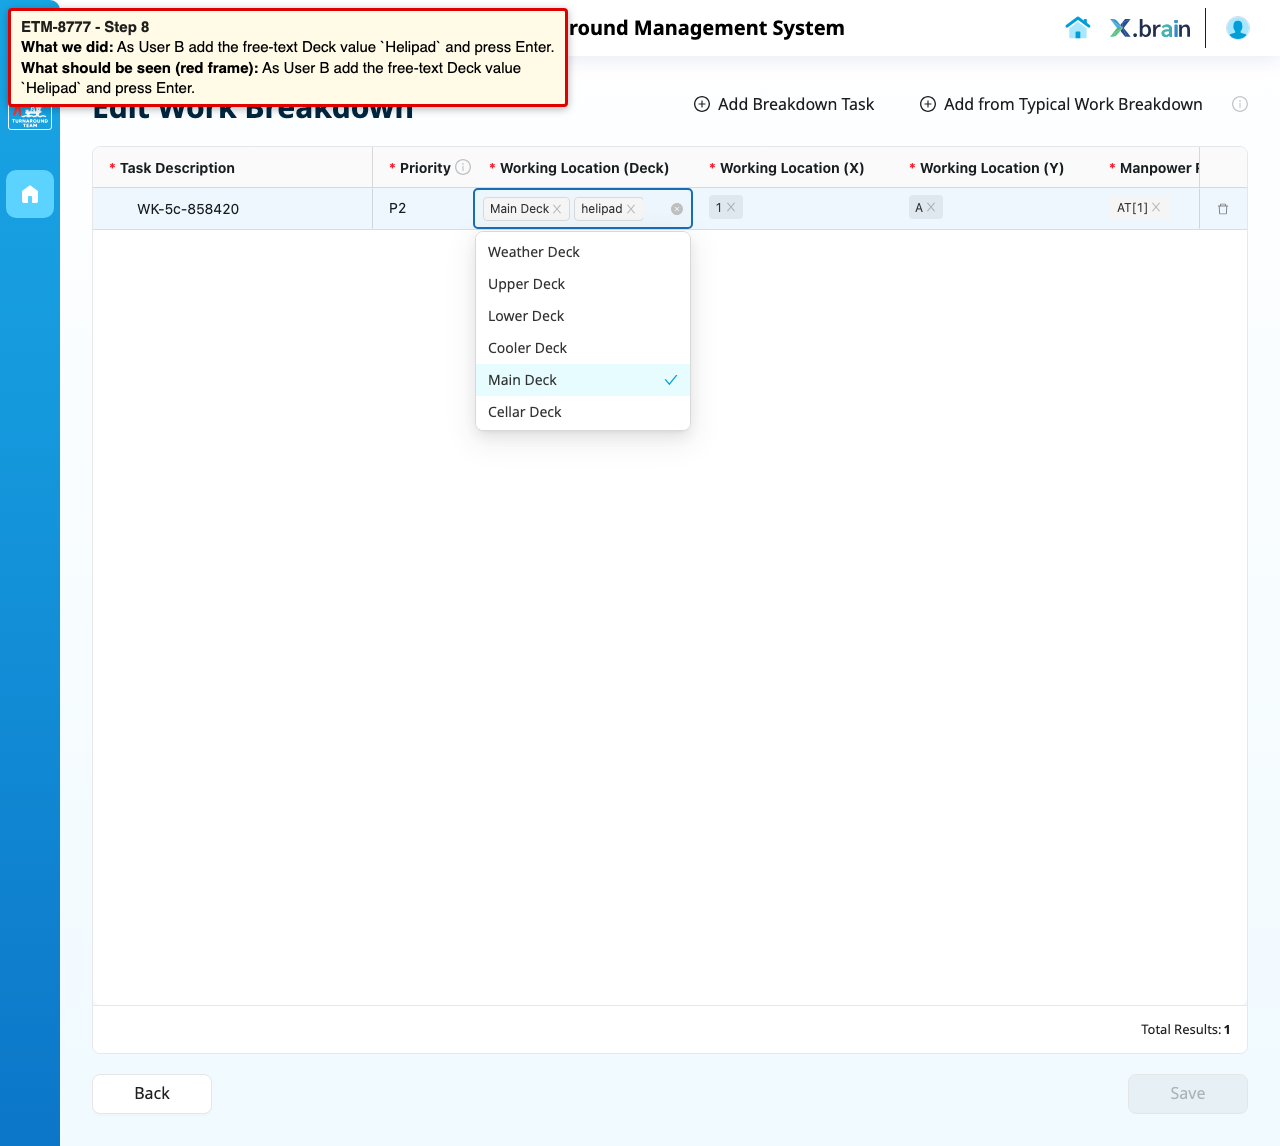 ETM-8777 - Step 8
What we did: As User B add the free-text Deck value `Helipad` and press Enter.
What should be seen (red frame): As User B add the free-text Deck value
`Helipad` and press Enter.
round Management System
X.brain
TURNAROUND
TEAM
Edit Work Breakdown
Add Breakdown Task
Add from Typical Work Breakdown
* Task Description
* Priority
* Working Location (Deck)
* Working Location (X)
* Working Location (Y)
* Manpower
WK-5c-858420
P2
Main Deck
helipad
1
A
AT[1]
Weather Deck
Upper Deck
Lower Deck
Cooler Deck
Main Deck
Cellar Deck
Total Results: 1
Back
Save